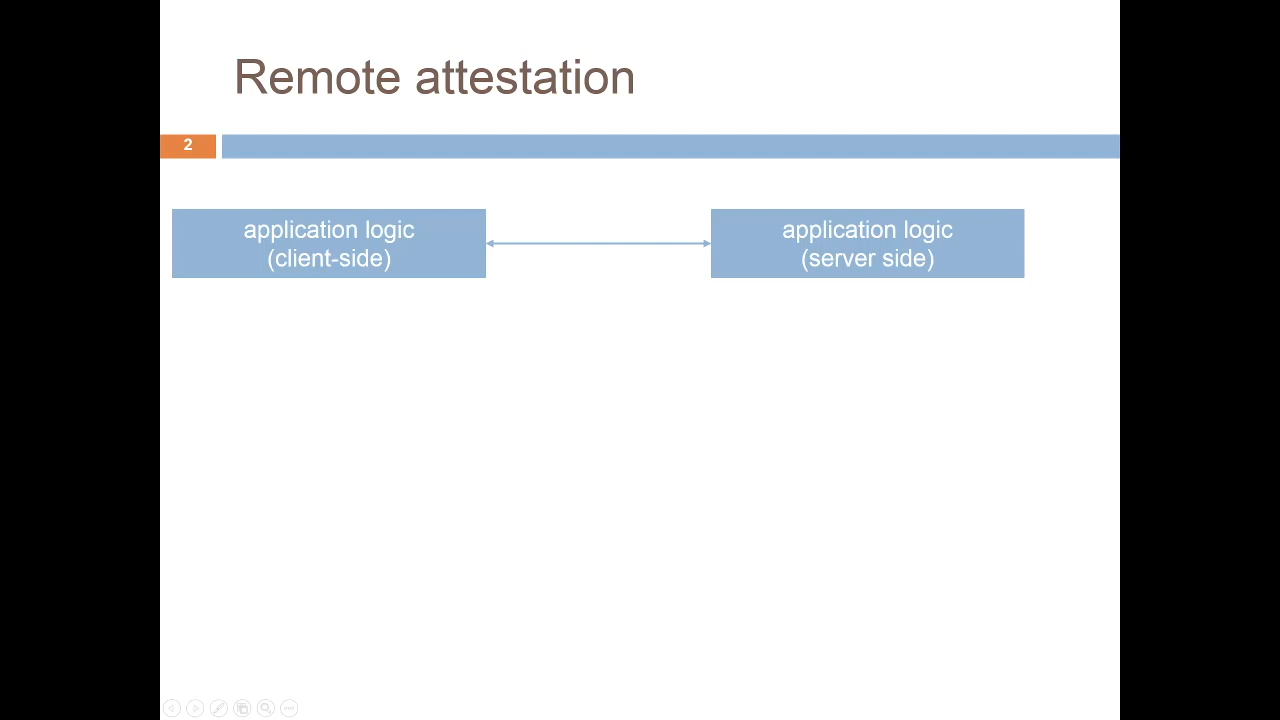 Remote attestation
2
application logic
(client-side)
application logic
(server side)